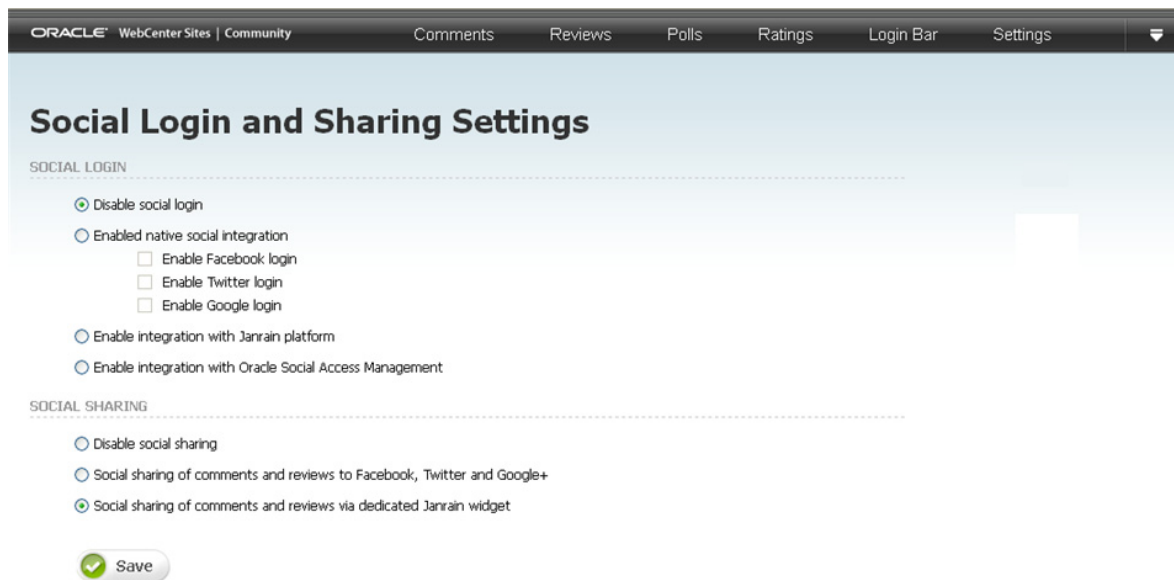 ORACLE WebCenter Sites | Community Comments Reviews Polls Ratings Login Bar Settings
Social Login and Sharing Settings
SOCIAL LOGIN
Disable social login
Enabled native social integration
Enable Facebook login
Enable Twitter login
Enable Google login
Enable integration with Janrain platform
Enable integration with Oracle Social Access Management
SOCIAL SHARING
Disable social sharing
Social sharing of comments and reviews to Facebook, Twitter and Google+
Social sharing of comments and reviews via dedicated Janrain widget
Save